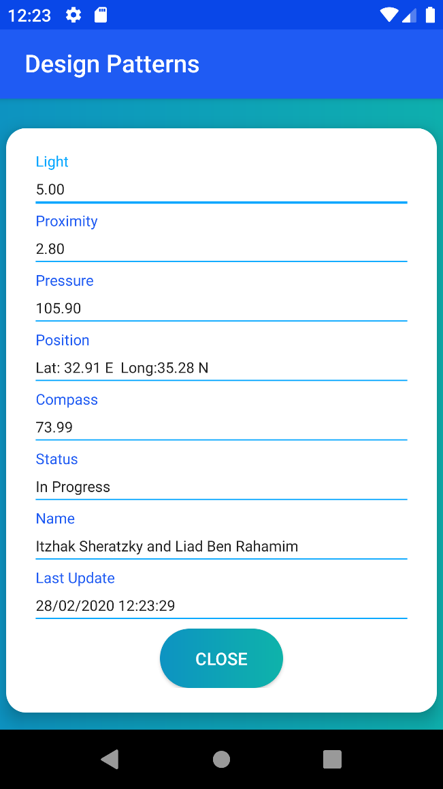 12:23
Design Patterns
Light
5.00
Proximity
2.80
Pressure
105.90
Position
Lat: 32.91 E  Long:35.28 N
Compass
73.99
Status
In Progress
Name
Itzhak Sheratzky and Liad Ben Rahamim
Last Update
28/02/2020 12:23:29
CLOSE